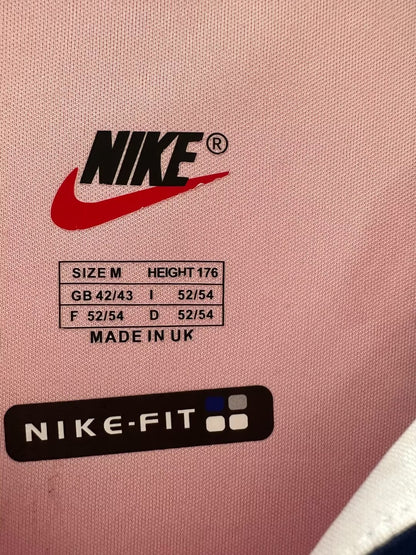 NIKE®
SIZE M HEIGHT 176
GB 42/43 I 52/54
F 52/54 D 52/54
MADE IN UK
NIKE-FIT